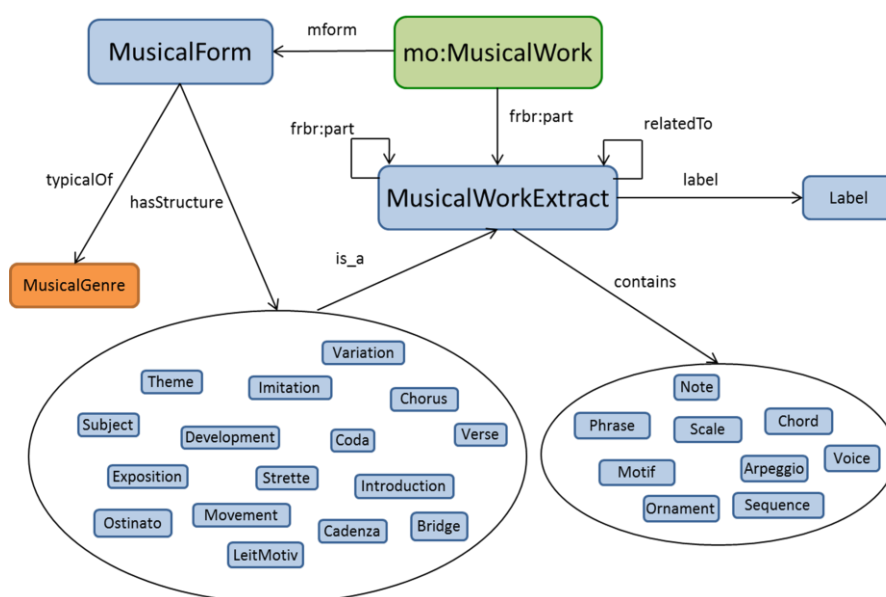 mform
MusicalForm
mo:MusicalWork
frbr:part
frbr:part
relatedTo
typicalOf
hasStructure
MusicalWorkExtract
label
Label
is_a
contains
MusicalGenre
Variation
Theme
Imitation
Chorus
Subject
Development
Coda
Verse
Exposition
Strette
Introduction
Ostinato
Movement
Cadenza
Bridge
LeitMotiv
Note
Phrase
Scale
Chord
Motif
Arpeggio
Voice
Ornament
Sequence